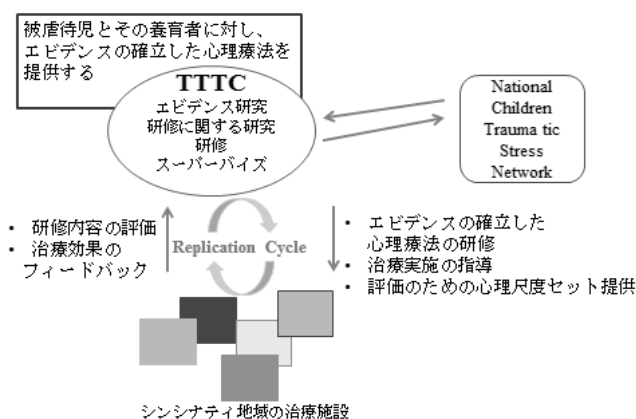 被虐待児とその養育者に対し、
エビデンスの確立した心理療法を
提供する
TTTC
エビデンス研究
研修に関する研究
研修
スーパーバイズ
National
Children
Trauma tic
Stress
Network
• 研修内容の評価
• 治療効果の
フィードバック
Replication Cycle
• エビデンスの確立した
心理療法の研修
• 治療実施の指導
• 評価のための心理尺度セット提供
シンシナティ地域の治療施設